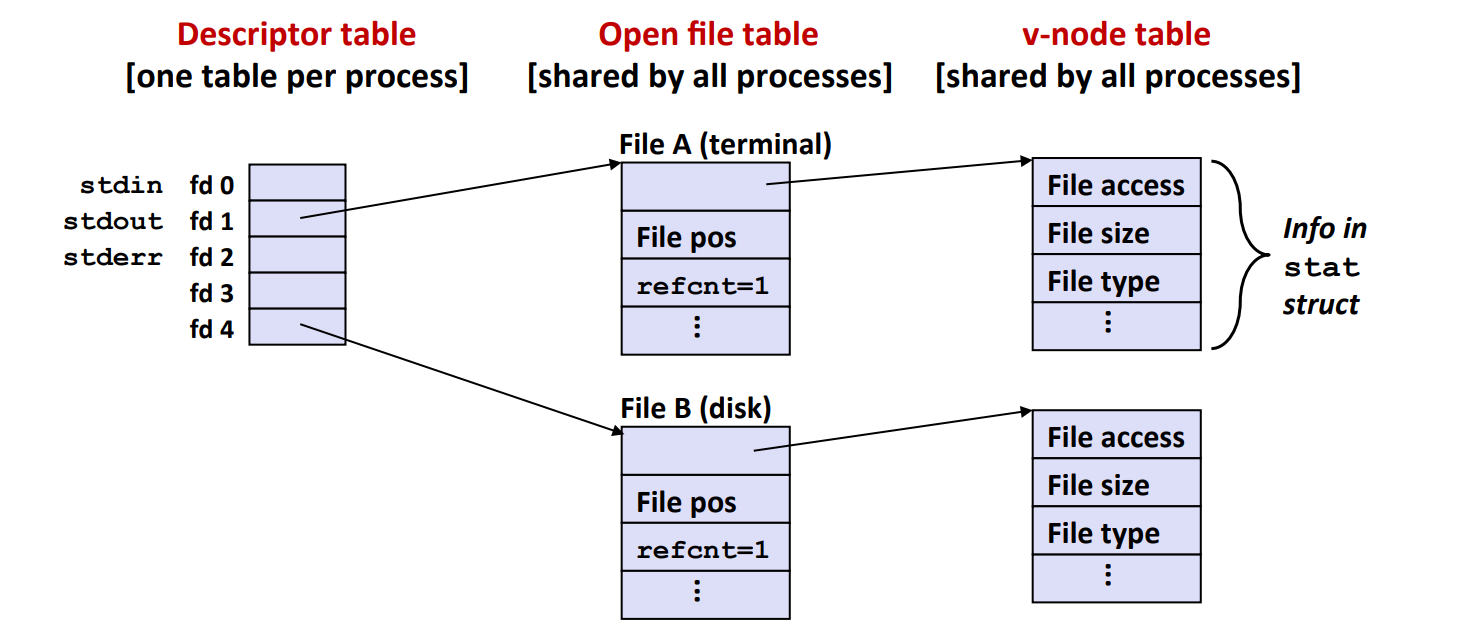 Descriptor table
[one table per process]
Open file table
[shared by all processes]
v-node table
[shared by all processes]
stdin fd 0
stdout fd 1
stderr fd 2
fd 3
fd 4
File A (terminal)
File pos
refcnt=1
⋮
File access
File size
File type
⋮
Info in
stat
struct
File B (disk)
File pos
refcnt=1
⋮
File access
File size
File type
⋮